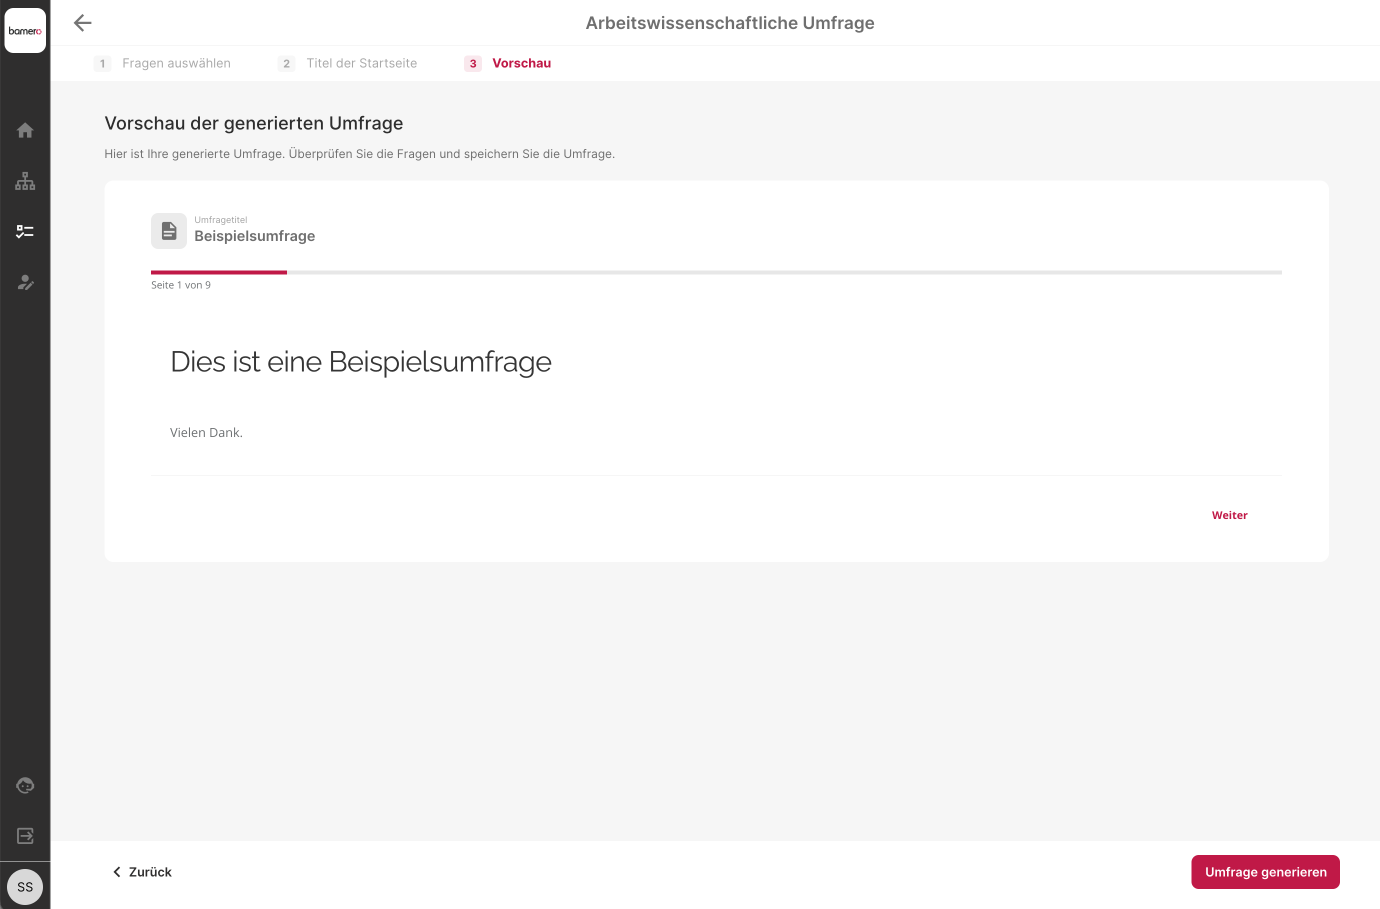 bamero
Arbeitswissenschaftliche Umfrage
1 Fragen auswählen 2 Titel der Startseite 3 Vorschau
Vorschau der generierten Umfrage
Hier ist Ihre generierte Umfrage. Überprüfen Sie die Fragen und speichern Sie die Umfrage.
Umfragetitel
Beispielsumfrage
Seite 1 von 9
Dies ist eine Beispielsumfrage
Vielen Dank.
Weiter
Zurück
Umfrage generieren
SS